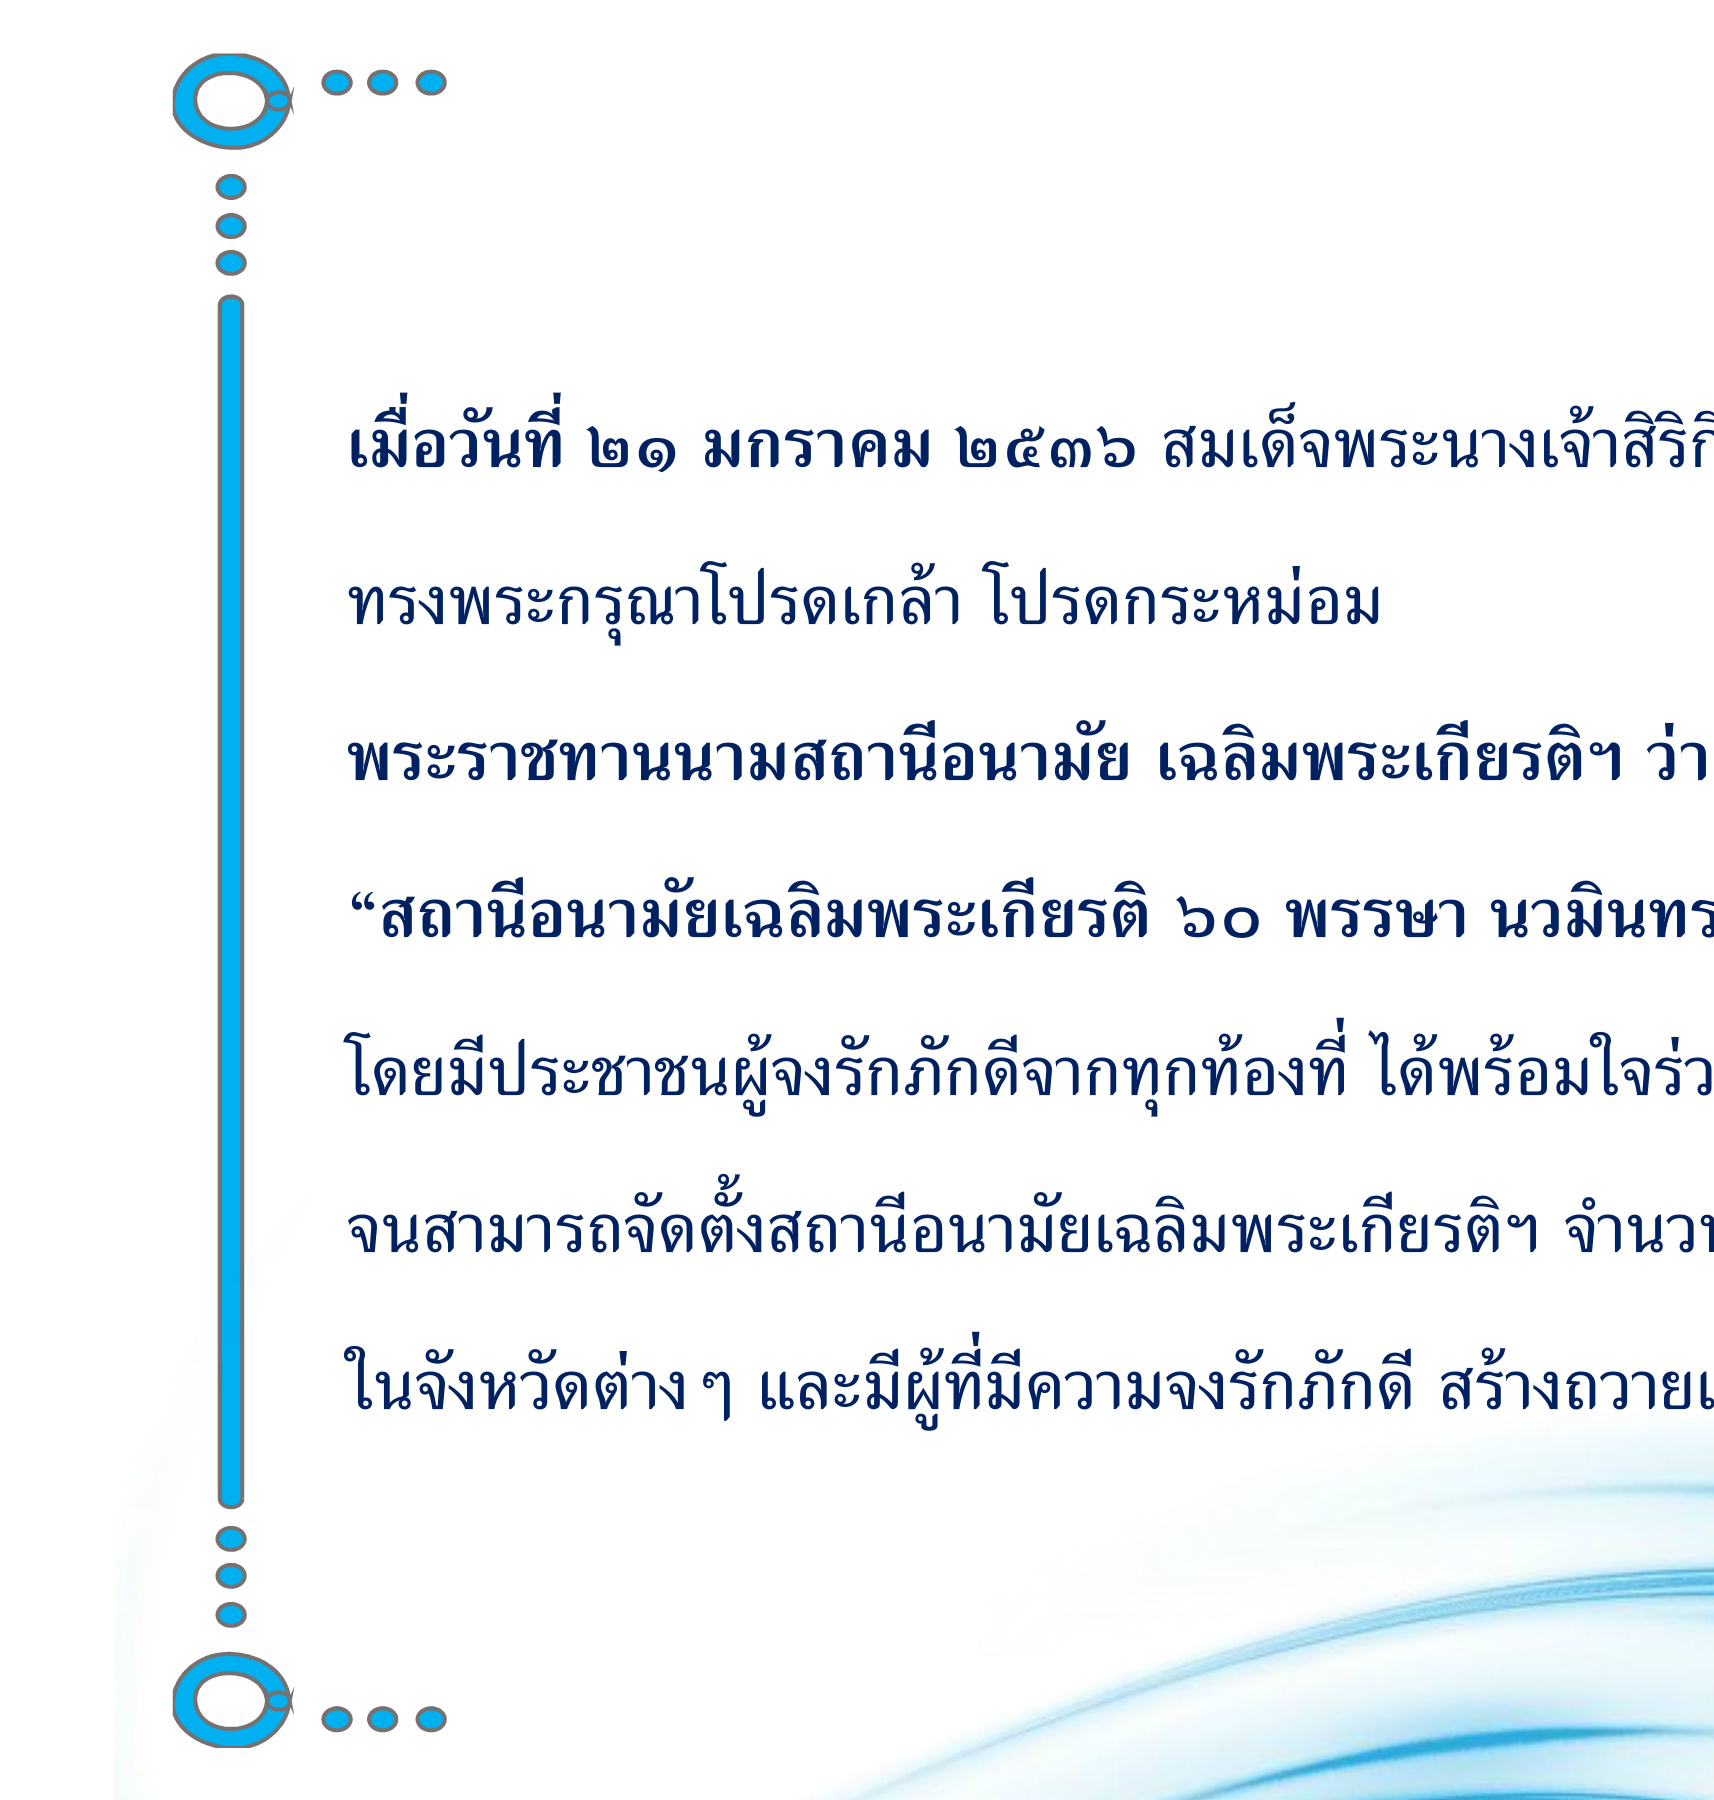 เมื่อวันที่ ๒๑ มกราคม ๒๕๓๖ สมเด็จพระนางเจ้าสิริกิ
ทรงพระกรุณาโปรดเกล้า โปรดกระหม่อม
พระราชทานนามสถานีอนามัย เฉลิมพระเกียรติฯ ว่า
“สถานีอนามัยเฉลิมพระเกียรติ ๖๐ พรรษา นวมินทร
โดยมีประชาชนผู้จงรักภักดีจากทุกท้องที่ ได้พร้อมใจร่ว
จนสามารถจัดตั้งสถานีอนามัยเฉลิมพระเกียรติฯ จำนวน
ในจังหวัดต่าง ๆ และมีผู้ที่มีความจงรักภักดี สร้างถวาย